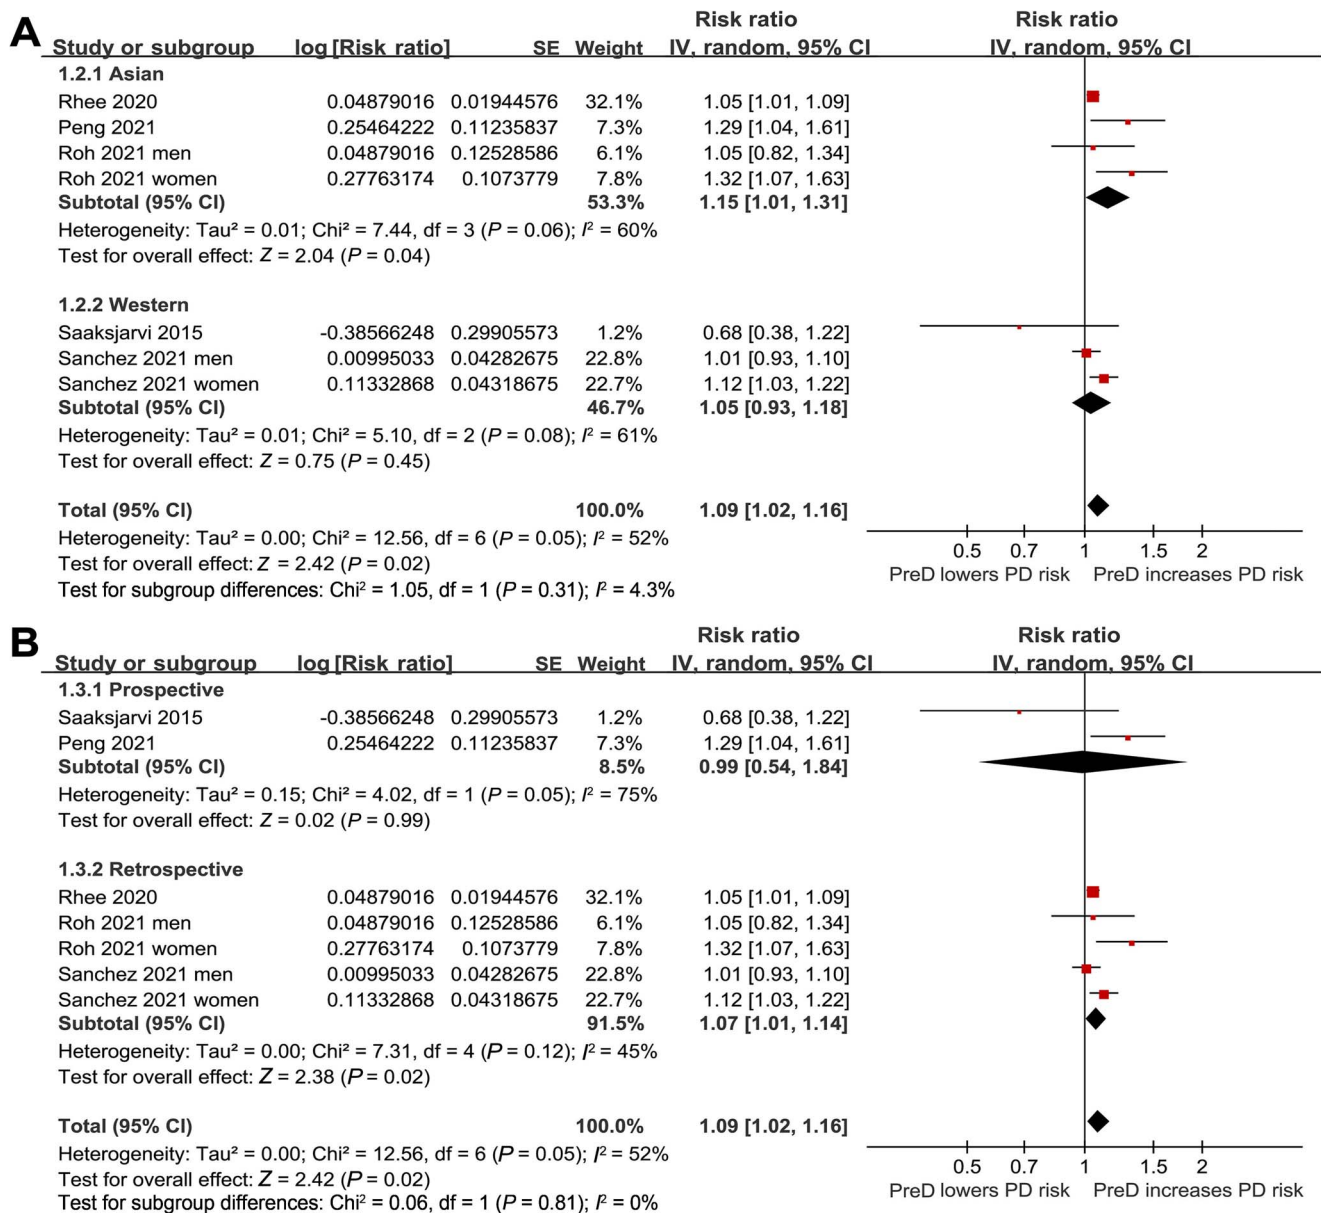 A
Risk ratio Risk ratio
Study or subgroup log [Risk ratio] SE Weight IV, random, 95% CI IV, random, 95% CI
1.2.1 Asian
Rhee 2020 0.04879016 0.01944576 32.1% 1.05 [1.01, 1.09]
Peng 2021 0.25464222 0.11235837 7.3% 1.29 [1.04, 1.61]
Roh 2021 men 0.04879016 0.12528586 6.1% 1.05 [0.82, 1.34]
Roh 2021 women 0.27763174 0.1073779 7.8% 1.32 [1.07, 1.63]
Subtotal (95% CI) 53.3% 1.15 [1.01, 1.31]
Heterogeneity: Tau² = 0.01; Chi² = 7.44, df = 3 (P = 0.06); I² = 60%
Test for overall effect: Z = 2.04 (P = 0.04)
1.2.2 Western
Saaksjarvi 2015 -0.38566248 0.29905573 1.2% 0.68 [0.38, 1.22]
Sanchez 2021 men 0.00995033 0.04282675 22.8% 1.01 [0.93, 1.10]
Sanchez 2021 women 0.11332868 0.04318675 22.7% 1.12 [1.03, 1.22]
Subtotal (95% CI) 46.7% 1.05 [0.93, 1.18]
Heterogeneity: Tau² = 0.01; Chi² = 5.10, df = 2 (P = 0.08); I² = 61%
Test for overall effect: Z = 0.75 (P = 0.45)
Total (95% CI) 100.0% 1.09 [1.02, 1.16]
Heterogeneity: Tau² = 0.00; Chi² = 12.56, df = 6 (P = 0.05); I² = 52%
Test for overall effect: Z = 2.42 (P = 0.02)
Test for subgroup differences: Chi² = 1.05, df = 1 (P = 0.31); I² = 4.3%
0.5 0.7 1 1.5 2
PreD lowers PD risk PreD increases PD risk
B
Risk ratio Risk ratio
Study or subgroup log [Risk ratio] SE Weight IV, random, 95% CI IV, random, 95% CI
1.3.1 Prospective
Saaksjarvi 2015 -0.38566248 0.29905573 1.2% 0.68 [0.38, 1.22]
Peng 2021 0.25464222 0.11235837 7.3% 1.29 [1.04, 1.61]
Subtotal (95% CI) 8.5% 0.99 [0.54, 1.84]
Heterogeneity: Tau² = 0.15; Chi² = 4.02, df = 1 (P = 0.05); I² = 75%
Test for overall effect: Z = 0.02 (P = 0.99)
1.3.2 Retrospective
Rhee 2020 0.04879016 0.01944576 32.1% 1.05 [1.01, 1.09]
Roh 2021 men 0.04879016 0.12528586 6.1% 1.05 [0.82, 1.34]
Roh 2021 women 0.27763174 0.1073779 7.8% 1.32 [1.07, 1.63]
Sanchez 2021 men 0.00995033 0.04282675 22.8% 1.01 [0.93, 1.10]
Sanchez 2021 women 0.11332868 0.04318675 22.7% 1.12 [1.03, 1.22]
Subtotal (95% CI) 91.5% 1.07 [1.01, 1.14]
Heterogeneity: Tau² = 0.00; Chi² = 7.31, df = 4 (P = 0.12); I² = 45%
Test for overall effect: Z = 2.38 (P = 0.02)
Total (95% CI) 100.0% 1.09 [1.02, 1.16]
Heterogeneity: Tau² = 0.00; Chi² = 12.56, df = 6 (P = 0.05); I² = 52%
Test for overall effect: Z = 2.42 (P = 0.02)
Test for subgroup differences: Chi² = 0.06, df = 1 (P = 0.81); I² = 0%
0.5 0.7 1 1.5 2
PreD lowers PD risk PreD increases PD risk